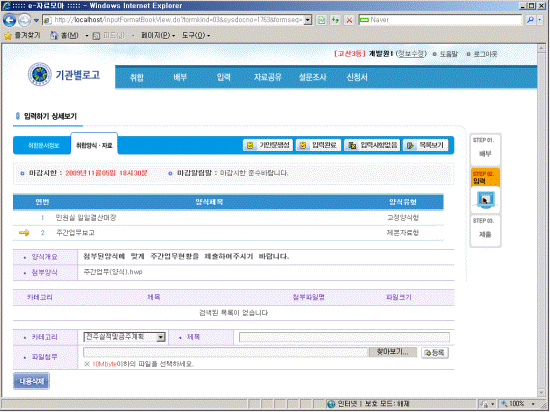 e-자료모아 - Windows Internet Explorer
http://localhost/InputFormatBookView.do?formkind=03&sysdocno=1763&formseq=
Naver
즐겨찾기 홈(M) 피드(J) 페이지(P) 도구(O)
[고산3동] 개발원1 (정보수정) 도움말 로그아웃
기관별로고 취합 배부 입력 자료공유 설문조사 신청서
입력하기 상세보기
취합문서정보 취합양식·자료 기안문생성 입력완료 입력사항없음 목록보기
STEP 01. 배부
STEP 02. 입력
STEP 03. 제출
마감시한 : 2009년11월05일 18시30분 마감알림말 : 마감시한 준수바랍니다.
연번 양식제목 양식유형
1 민원실 일일결산대장 고정양식형
2 주간업무보고 제본자료형
양식개요 첨부된양식에 맞게 주간업무현황을 제출하여주시기 바랍니다.
첨부양식 주간업무(양식).hwp
카테고리 제목 첨부파일명 파일크기
검색된 목록이 없습니다
카테고리 전주실적및금주계획 제목
파일첨부 찾아보기... 등록
※ 10Mbyte이하의 파일을 선택하세요.
내용삭제
인터넷 | 보호 모드: 해제 100%